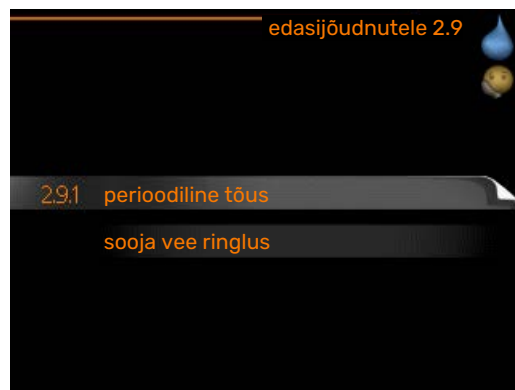 edasijõudnutele 2.9
2.9.1 perioodiline tõus
sooja vee ringlus